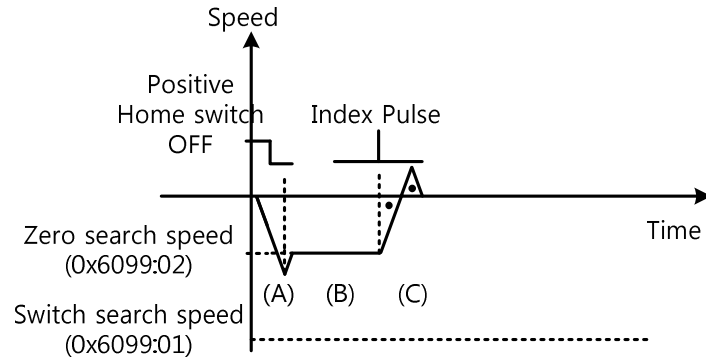 Speed
Positive
Home switch
OFF
Index Pulse
Time
Zero search speed
(0x6099:02)
(A)
(B)
(C)
Switch search speed
(0x6099:01)